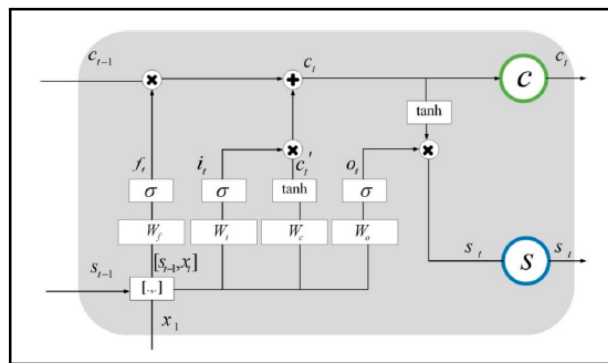 c_{t-1} c_t c c_t
tanh
f_t i_t c_t' o_t
σ σ tanh σ
W_f W_i W_c W_o
s_{t-1} [s_{t-1}, x_t] s_t s s_t
[.,.]
x_1